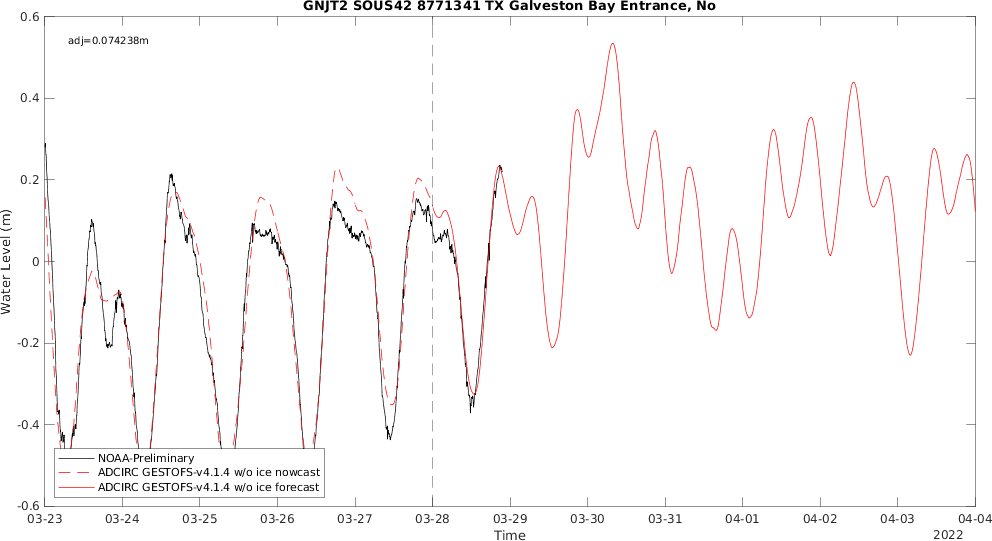 GNJT2 SOUS42 8771341 TX Galveston Bay Entrance, No
adj=0.074238m
0.6
0.4
0.2
0
-0.2
-0.4
-0.6
Water Level (m)
NOAA-Preliminary
ADCIRC GESTOFS-v4.1.4 w/o ice nowcast
ADCIRC GESTOFS-v4.1.4 w/o ice forecast
03-23 03-24 03-25 03-26 03-27 03-28 03-29 03-30 03-31 04-01 04-02 04-03 04-04
Time
2022